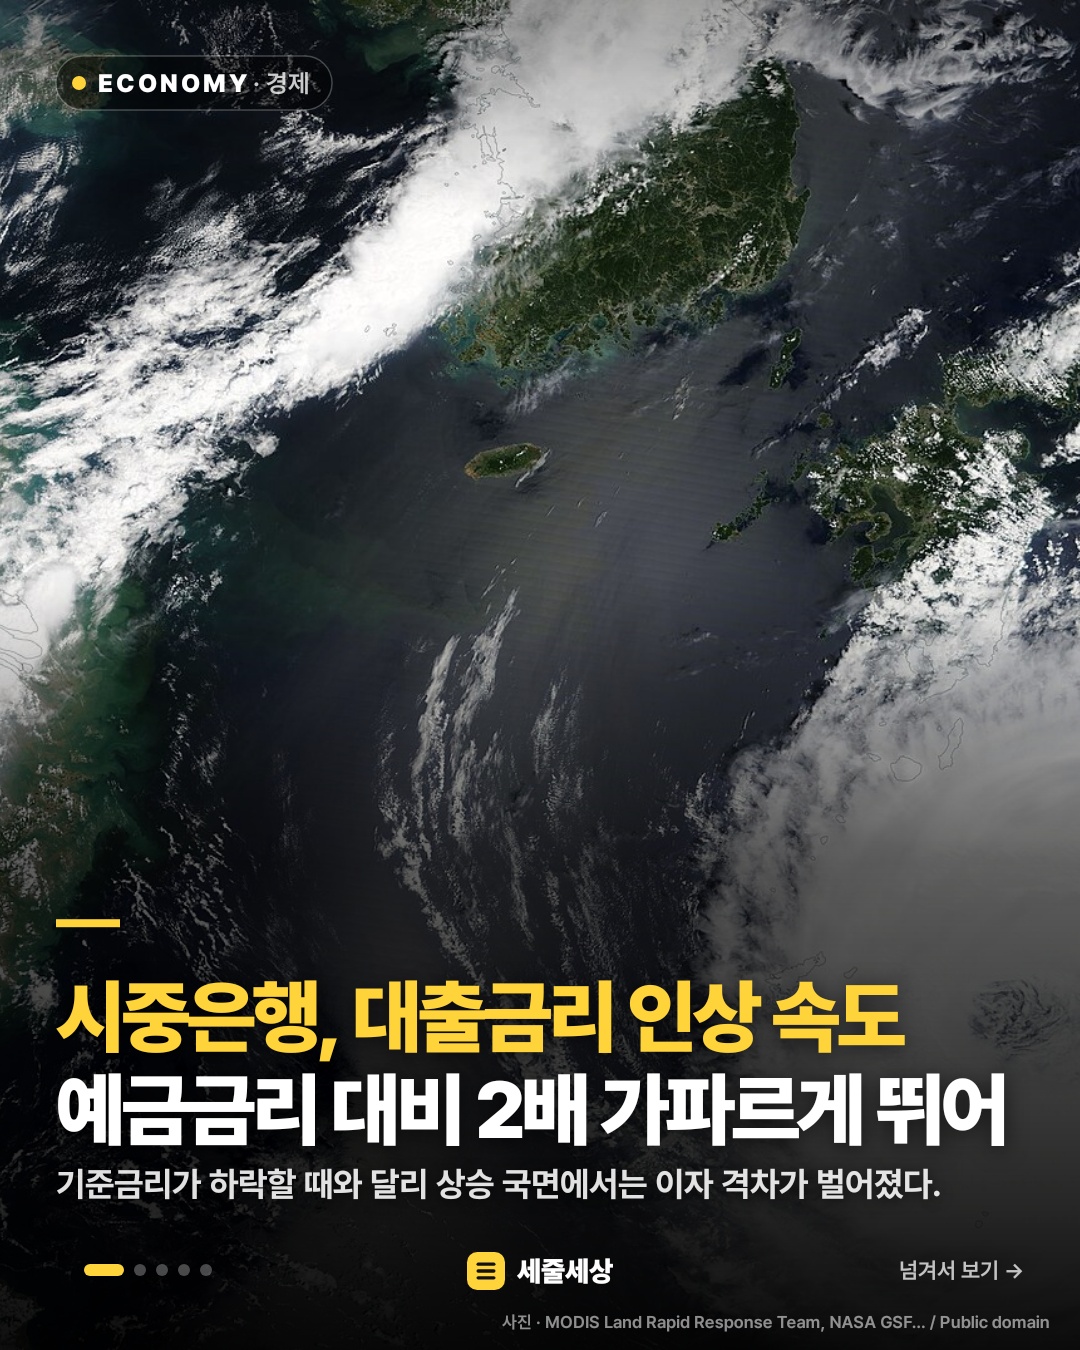 ECONOMY · 경제
시중은행, 대출금리 인상 속도
예금금리 대비 2배 가파르게 뛰어
기준금리가 하락할 때와 달리 상승 국면에서는 이자 격차가 벌어졌다.
세줄세상
넘겨서 보기 →
사진 · MODIS Land Rapid Response Team, NASA GSF... / Public domain